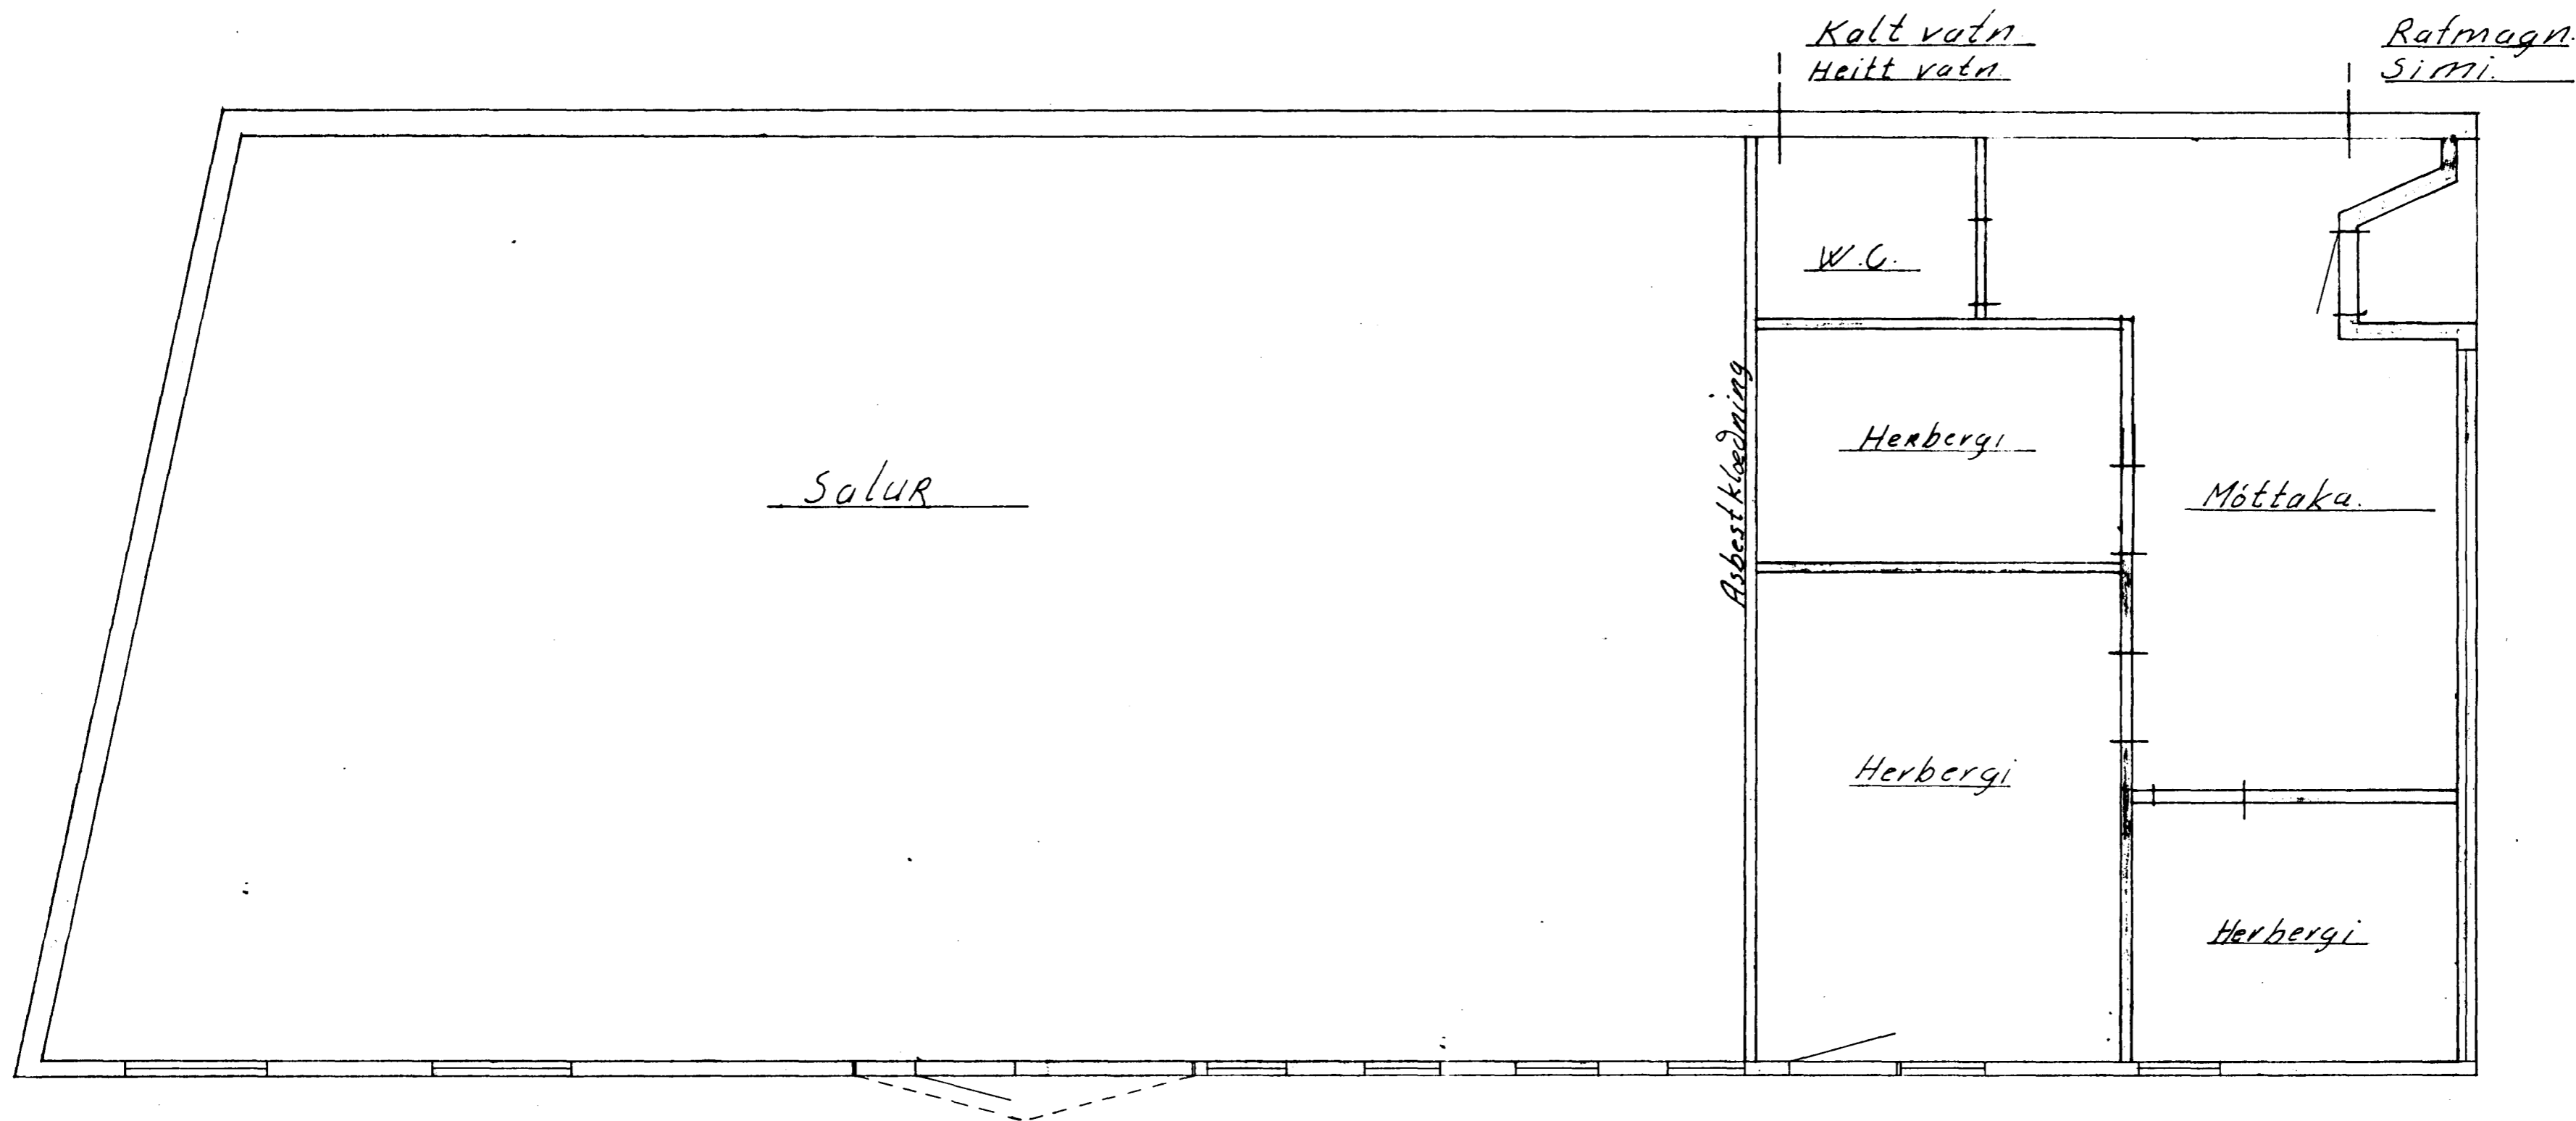 Kalt vatn
Heitt vatn
Rafmagn.
Simi.
W.C.
Herbergi
Salur
Asbestklæðning
Móttaka.
Herbergi
Herbergi